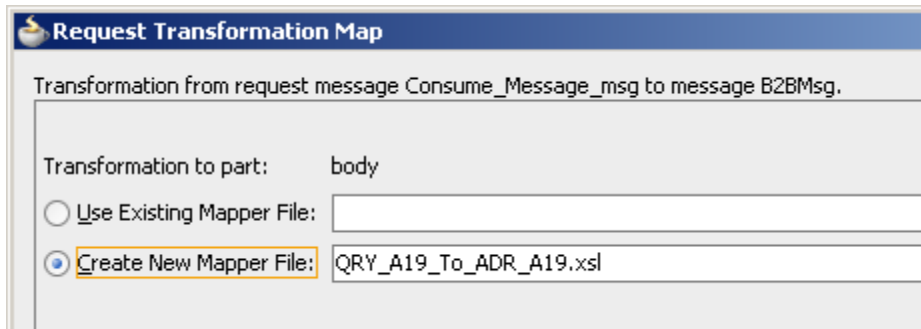 Request Transformation Map
Transformation from request message Consume_Message_msg to message B2BMsg.
Transformation to part: body
Use Existing Mapper File:
Create New Mapper File: QRY_A19_To_ADR_A19.xsl